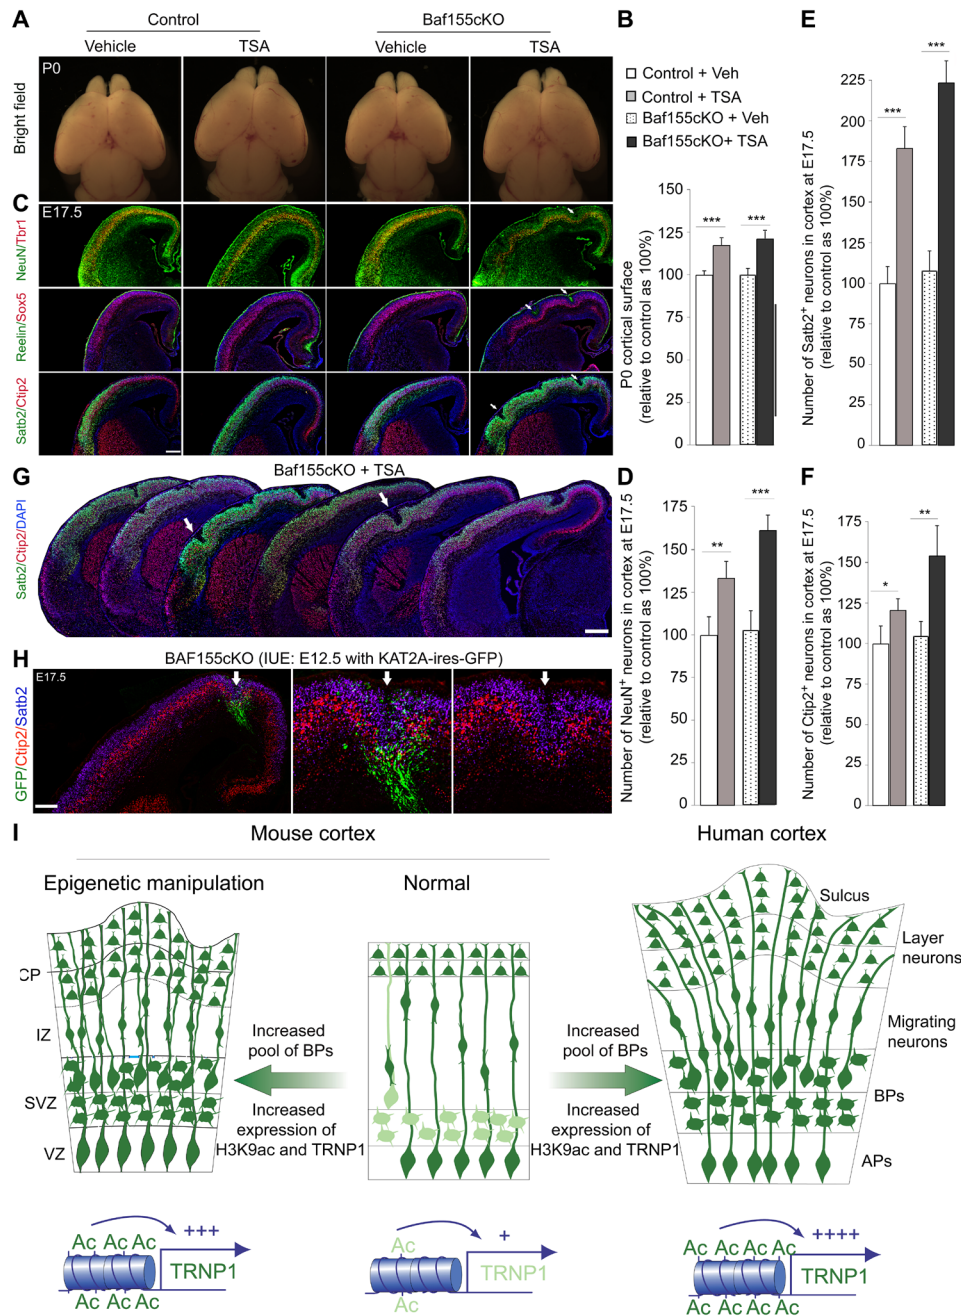 A
Control
Baf155cKO
Vehicle
TSA
Vehicle
TSA
Bright field
P0
B
Control + Veh
Control + TSA
Baf155cKO + Veh
Baf155cKO+ TSA
P0 cortical surface
(relative to control as 100%)
125
100
75
50
25
0
***
***
C
E17.5
NeuN/Tbr1
Reelin/Sox5
Satb2/Ctip2
E
Number of Satb2+ neurons in cortex at E17.5
(relative to control as 100%)
225
200
175
150
125
100
75
50
25
0
***
***
G
Baf155cKO + TSA
Satb2/Ctip2/DAPI
D
Number of NeuN+ neurons in cortex at E17.5
(relative to control as 100%)
175
150
125
100
75
50
25
0
**
***
F
Number of Ctip2+ neurons in cortex at E17.5
(relative to control as 100%)
175
150
125
100
75
50
25
0
*
**
H
BAF155cKO (IUE: E12.5 with KAT2A-ires-GFP)
E17.5
GFP/Ctip2/Satb2
I
Mouse cortex
Human cortex
Epigenetic manipulation
Normal
Sulcus
Layer
neurons
Migrating
neurons
BPs
APs
CP
IZ
SVZ
VZ
Increased
pool of BPs
Increased
expression of
H3K9ac and TRNP1
Increased
pool of BPs
Increased
expression of
H3K9ac and TRNP1
Ac Ac Ac
+++
TRNP1
Ac Ac Ac
Ac
+
TRNP1
Ac
Ac Ac Ac Ac
++++
TRNP1
Ac Ac Ac Ac